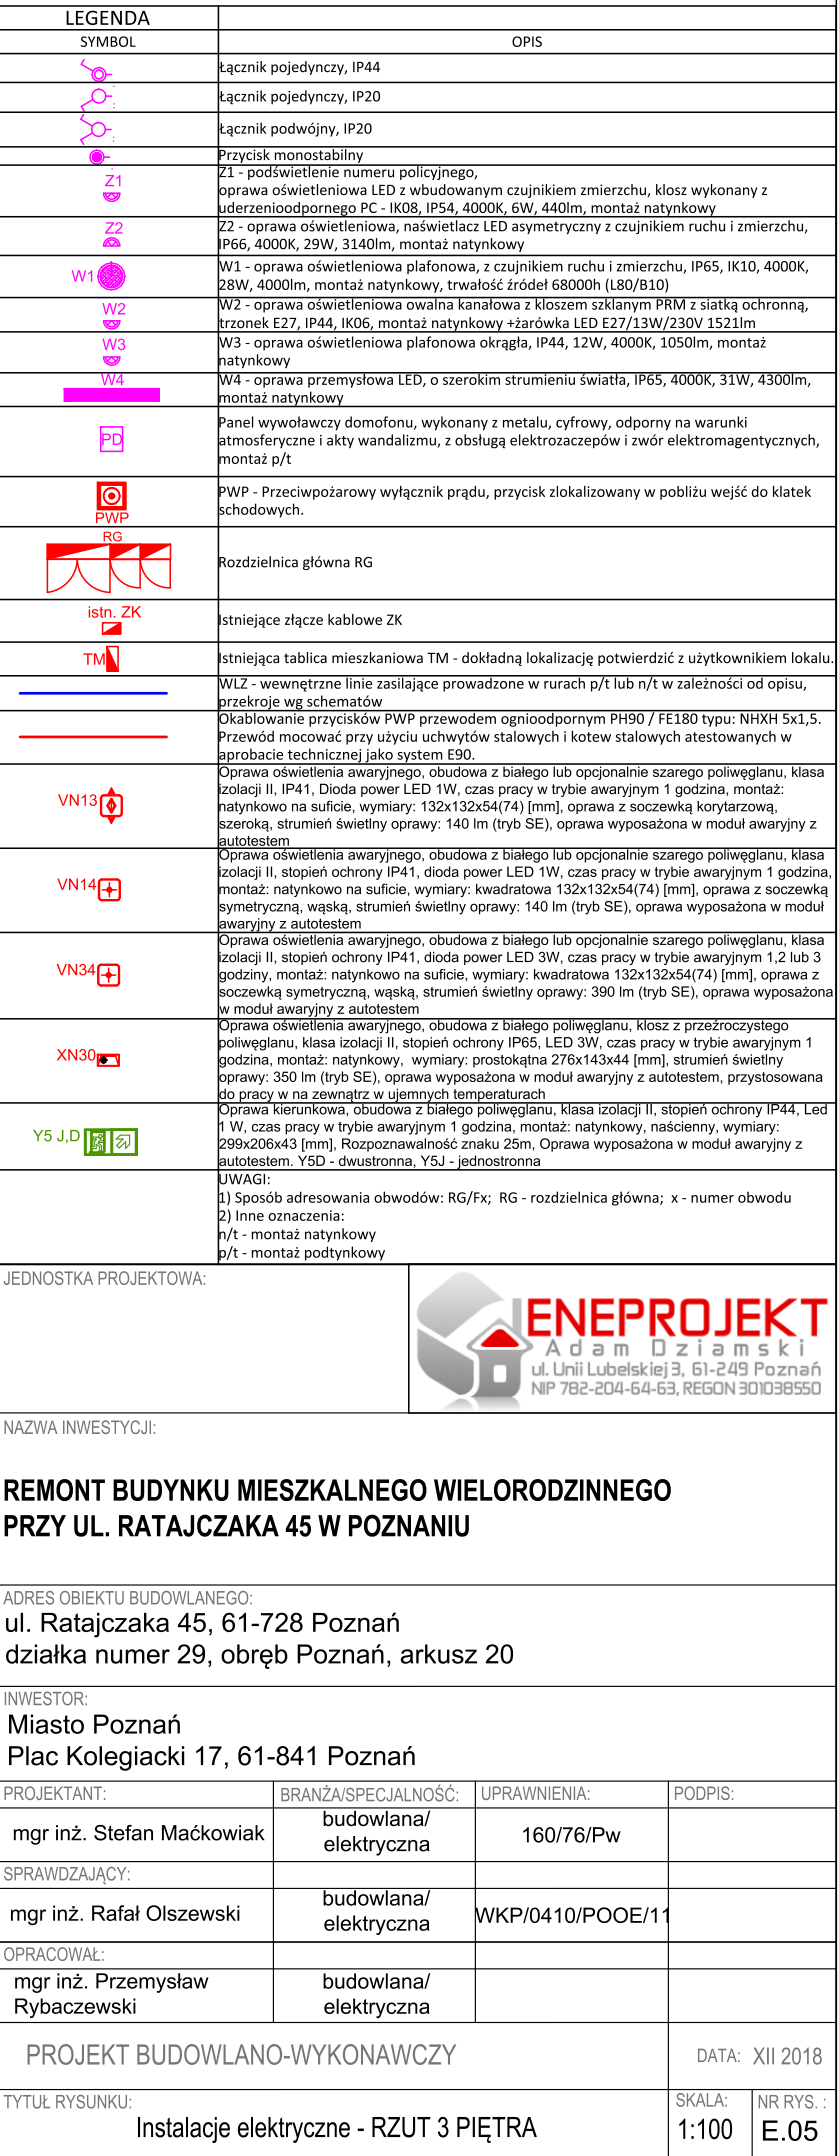 LEGENDA
SYMBOL
OPIS
Łącznik pojedynczy, IP44
Łącznik pojedynczy, IP20
Łącznik podwójny, IP20
Przycisk monostabilny
Z1
Z1 - podświetlenie numeru policyjnego,
oprawa oświetleniowa LED z wbudowanym czujnikiem zmierzchu, klosz wykonany z
uderzenioodpornego PC - IK08, IP54, 4000K, 6W, 440lm, montaż natynkowy
Z2
Z2 - oprawa oświetleniowa, naświetlacz LED asymetryczny z czujnikiem ruchu i zmierzchu,
IP66, 4000K, 29W, 3140lm, montaż natynkowy
W1
W1 - oprawa oświetleniowa plafonowa, z czujnikiem ruchu i zmierzchu, IP65, IK10, 4000K,
28W, 4000lm, montaż natynkowy, trwałość źródeł 68000h (L80/B10)
W2
W2 - oprawa oświetleniowa owalna kanałowa z kloszem szklanym PRM z siatką ochronną,
trzonek E27, IP44, IK06, montaż natynkowy +żarówka LED E27/13W/230V 1521lm
W3
W3 - oprawa oświetleniowa plafonowa okrągła, IP44, 12W, 4000K, 1050lm, montaż
natynkowy
W4
W4 - oprawa przemysłowa LED, o szerokim strumieniu światła, IP65, 4000K, 31W, 4300lm,
montaż natynkowy
PD
Panel wywoławczy domofonu, wykonany z metalu, cyfrowy, odporny na warunki
atmosferyczne i akty wandalizmu, z obsługą elektrozaczepów i zwór elektromagentycznych,
montaż p/t
PWP
PWP - Przeciwpożarowy wyłącznik prądu, przycisk zlokalizowany w pobliżu wejść do klatek
schodowych.
RG
Rozdzielnica główna RG
istn. ZK
Istniejące złącze kablowe ZK
TM
Istniejąca tablica mieszkaniowa TM - dokładną lokalizację potwierdzić z użytkownikiem lokalu.
WLZ - wewnętrzne linie zasilające prowadzone w rurach p/t lub n/t w zależności od opisu,
przekroje wg schematów
Okablowanie przycisków PWP przewodem ognioodpornym PH90 / FE180 typu: NHXH 5x1,5.
Przewód mocować przy użyciu uchwytów stalowych i kotew stalowych atestowanych w
aprobacie technicznej jako system E90.
VN13
Oprawa oświetlenia awaryjnego, obudowa z białego lub opcjonalnie szarego poliwęglanu, klasa
izolacji II, IP41, Dioda power LED 1W, czas pracy w trybie awaryjnym 1 godzina, montaż:
natynkowo na suficie, wymiary: 132x132x54(74) [mm], oprawa z soczewką korytarzową,
szeroką, strumień świetlny oprawy: 140 lm (tryb SE), oprawa wyposażona w moduł awaryjny z
autotestem
VN14
Oprawa oświetlenia awaryjnego, obudowa z białego lub opcjonalnie szarego poliwęglanu, klasa
izolacji II, stopień ochrony IP41, dioda power LED 1W, czas pracy w trybie awaryjnym 1 godzina,
montaż: natynkowo na suficie, wymiary: kwadratowa 132x132x54(74) [mm], oprawa z soczewką
symetryczną, wąską, strumień świetlny oprawy: 140 lm (tryb SE), oprawa wyposażona w moduł
awaryjny z autotestem
VN34
Oprawa oświetlenia awaryjnego, obudowa z białego lub opcjonalnie szarego poliwęglanu, klasa
izolacji II, stopień ochrony IP41, dioda power LED 3W, czas pracy w trybie awaryjnym 1,2 lub 3
godziny, montaż: natynkowo na suficie, wymiary: kwadratowa 132x132x54(74) [mm], oprawa z
soczewką symetryczną, wąską, strumień świetlny oprawy: 390 lm (tryb SE), oprawa wyposażona
w moduł awaryjny z autotestem
XN30
Oprawa oświetlenia awaryjnego, obudowa z białego poliwęglanu, klosz z przeźroczystego
poliwęglanu, klasa izolacji II, stopień ochrony IP65, LED 3W, czas pracy w trybie awaryjnym 1
godzina, montaż: natynkowy, wymiary: prostokątna 276x143x44 [mm], strumień świetlny
oprawy: 350 lm (tryb SE), oprawa wyposażona w moduł awaryjny z autotestem, przystosowana
do pracy w na zewnątrz w ujemnych temperaturach
Y5 J,D
Oprawa kierunkowa, obudowa z białego poliwęglanu, klasa izolacji II, stopień ochrony IP44, Led
1 W, czas pracy w trybie awaryjnym 1 godzina, montaż: natynkowy, naścienny, wymiary:
299x206x43 [mm], Rozpoznawalność znaku 25m, Oprawa wyposażona w moduł awaryjny z
autotestem. Y5D - dwustronna, Y5J - jednostronna
UWAGI:
1) Sposób adresowania obwodów: RG/Fx; RG - rozdzielnica główna; x - numer obwodu
2) Inne oznaczenia:
n/t - montaż natynkowy
p/t - montaż podtynkowy
JEDNOSTKA PROJEKTOWA:
ENEPROJEKT
Adam Dziamski
ul. Unii Lubelskiej 3, 61-249 Poznań
NIP 782-204-64-63, REGON 301038550
NAZWA INWESTYCJI:
REMONT BUDYNKU MIESZKALNEGO WIELORODZINNEGO
PRZY UL. RATAJCZAKA 45 W POZNANIU
ADRES OBIEKTU BUDOWLANEGO:
ul. Ratajczaka 45, 61-728 Poznań
działka numer 29, obręb Poznań, arkusz 20
INWESTOR:
Miasto Poznań
Plac Kolegiacki 17, 61-841 Poznań
PROJEKTANT:
BRANŻA/SPECJALNOŚĆ:
UPRAWNIENIA:
PODPIS:
mgr inż. Stefan Maćkowiak
budowlana/
elektryczna
160/76/Pw
SPRAWDZAJĄCY:
mgr inż. Rafał Olszewski
budowlana/
elektryczna
WKP/0410/POOE/11
OPRACOWAŁ:
mgr inż. Przemysław
Rybaczewski
budowlana/
elektryczna
PROJEKT BUDOWLANO-WYKONAWCZY
DATA: XII 2018
TYTUŁ RYSUNKU:
Instalacje elektryczne - RZUT 3 PIĘTRA
SKALA:
1:100
NR RYS. :
E.05